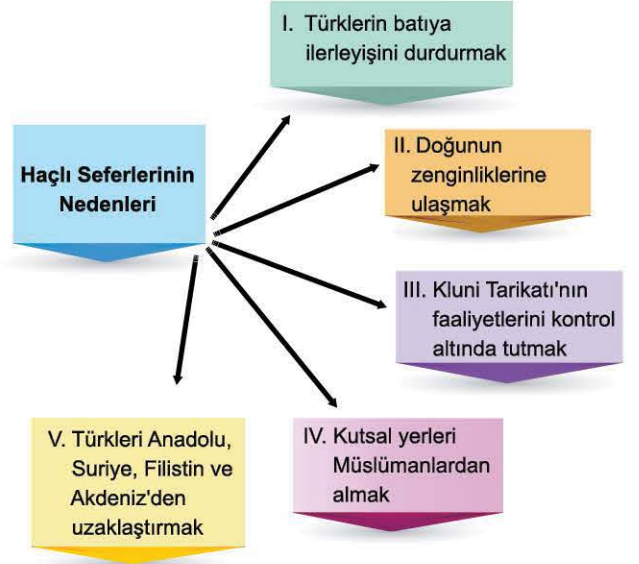 Haçlı Seferlerinin
Nedenleri
I. Türklerin batıya
ilerleyişini durdurmak
II. Doğunun
zenginliklerine
ulaşmak
III. Kluni Tarikatı'nın
faaliyetlerini kontrol
altında tutmak
IV. Kutsal yerleri
Müslümanlardan
almak
V. Türkleri Anadolu,
Suriye, Filistin ve
Akdeniz'den
uzaklaştırmak